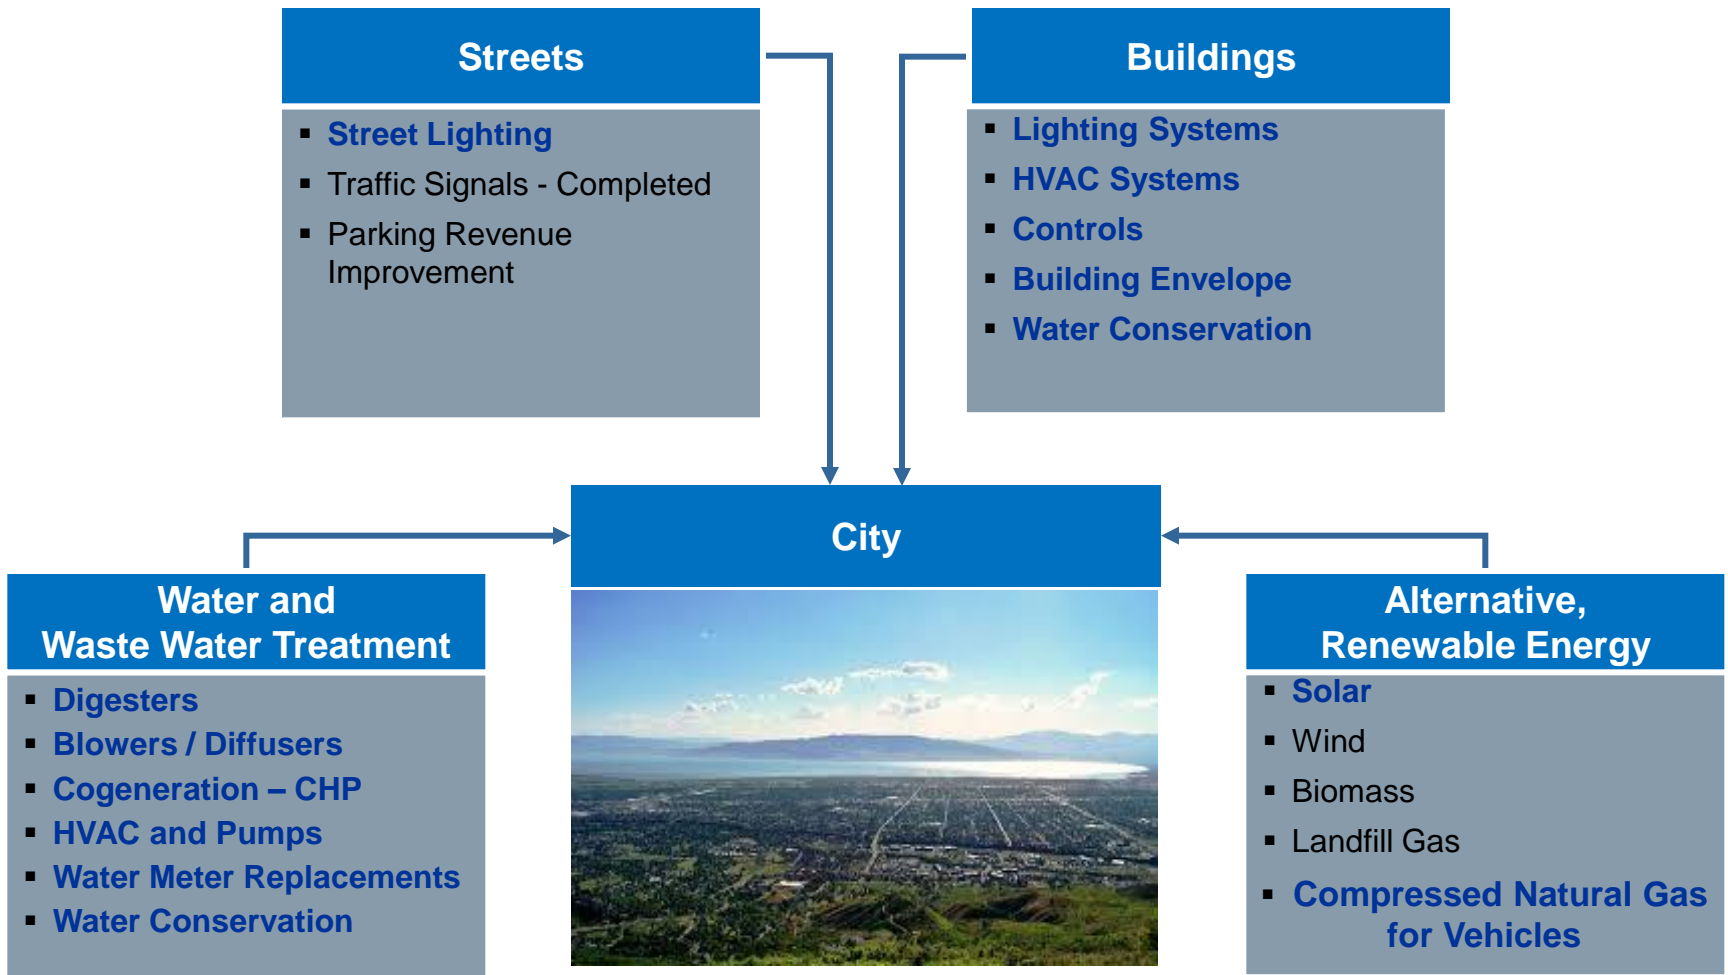 Streets
▪ Street Lighting
▪ Traffic Signals - Completed
▪ Parking Revenue
Improvement
Buildings
▪ Lighting Systems
▪ HVAC Systems
▪ Controls
▪ Building Envelope
▪ Water Conservation
City
Water and
Waste Water Treatment
▪ Digesters
▪ Blowers / Diffusers
▪ Cogeneration – CHP
▪ HVAC and Pumps
▪ Water Meter Replacements
▪ Water Conservation
Alternative,
Renewable Energy
▪ Solar
▪ Wind
▪ Biomass
▪ Landfill Gas
▪ Compressed Natural Gas
for Vehicles